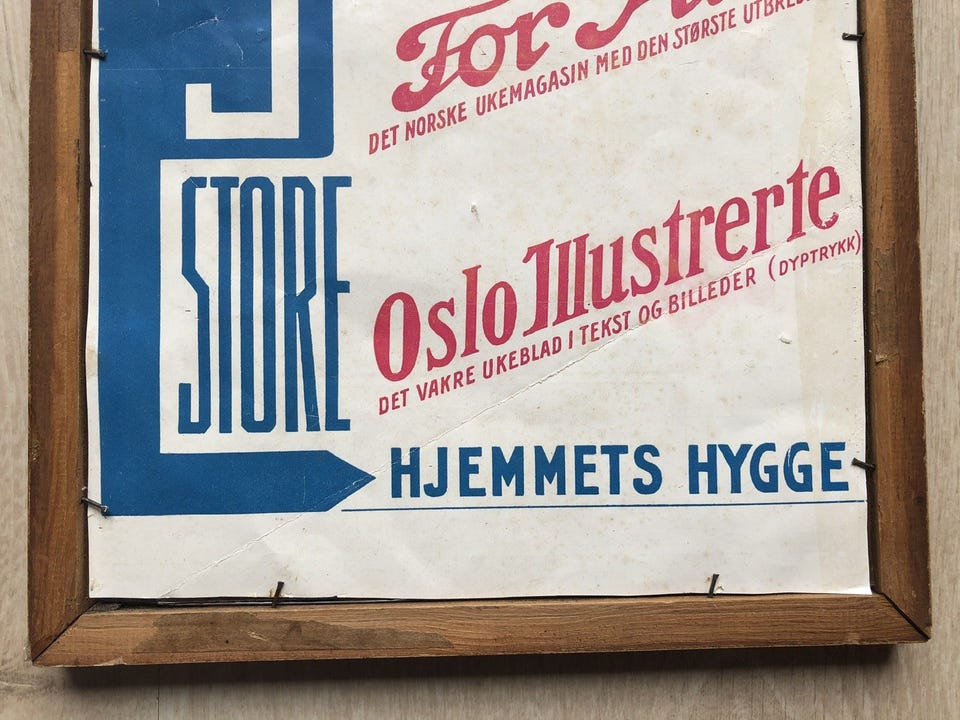 For
DET NORSKE UKEMAGASIN MED DEN STØRSTE
STORE
Oslo Illustrerte
DET VAKRE UKEBLAD I TEKST OG BILLEDER (DYPTRYKK)
HJEMMETS HYGGE